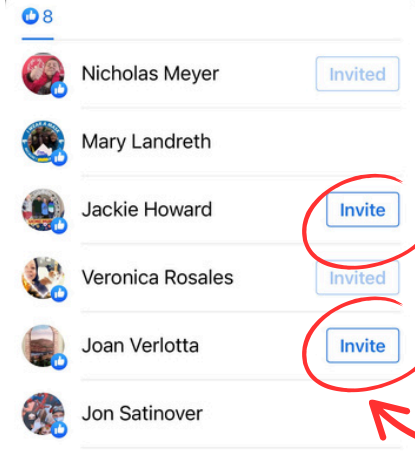 8
Nicholas Meyer Invited
Mary Landreth
Jackie Howard Invite
Veronica Rosales Invited
Joan Verlotta Invite
Jon Satinover